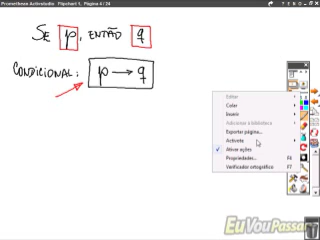 Promethean Activstudio Flipchart 1, Página 4 / 24
SE p, ENTÃO q
CONDICIONAL: p → q
Editar
Colar
Inserir
Adicionar à biblioteca
Exportar página...
Activote
Ativar ações
Propriedades... F6
Verificador ortográfico F7
EuVouPassar